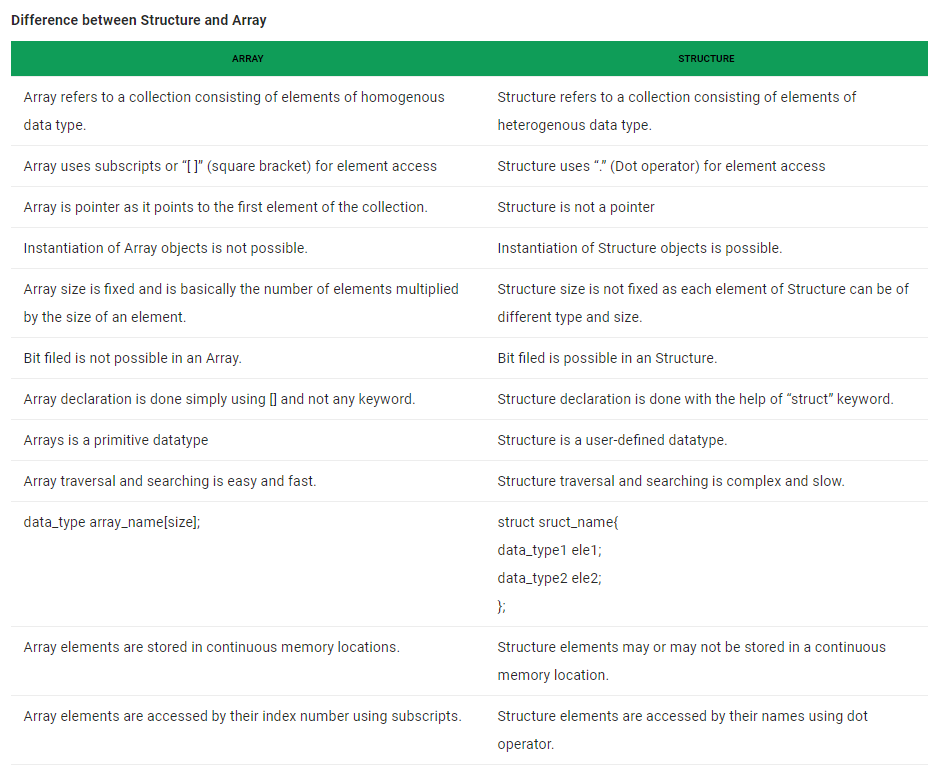 Difference between Structure and Array
ARRAY
STRUCTURE
Array refers to a collection consisting of elements of homogenous
data type.
Structure refers to a collection consisting of elements of
heterogenous data type.
Array uses subscripts or “[ ]” (square bracket) for element access
Structure uses “.” (Dot operator) for element access
Array is pointer as it points to the first element of the collection.
Structure is not a pointer
Instantiation of Array objects is not possible.
Instantiation of Structure objects is possible.
Array size is fixed and is basically the number of elements multiplied
by the size of an element.
Structure size is not fixed as each element of Structure can be of
different type and size.
Bit filed is not possible in an Array.
Bit filed is possible in an Structure.
Array declaration is done simply using [] and not any keyword.
Structure declaration is done with the help of “struct” keyword.
Arrays is a primitive datatype
Structure is a user-defined datatype.
Array traversal and searching is easy and fast.
Structure traversal and searching is complex and slow.
data_type array_name[size];
struct sruct_name{
data_type1 ele1;
data_type2 ele2;
};
Array elements are stored in continuous memory locations.
Structure elements may or may not be stored in a continuous
memory location.
Array elements are accessed by their index number using subscripts.
Structure elements are accessed by their names using dot
operator.